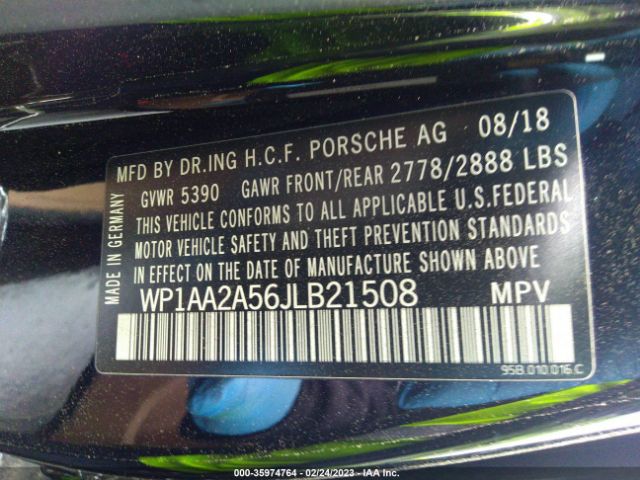 MFD BY DR.ING H.C.F. PORSCHE AG 08/18
GVWR 5390 GAWR FRONT/REAR 2778/2888 LBS
THIS VEHICLE CONFORMS TO ALL APPLICABLE U.S.FEDERAL
MOTOR VEHICLE SAFETY AND THEFT PREVENTION STANDARDS
IN EFFECT ON THE DATE OF MANUFACTURE SHOWN ABOVE
WP1AA2A56JLB21508 MPV
95B.010.016.C
MADE IN GERMANY
000-35974764 - 02/24/2023 - IAA Inc.